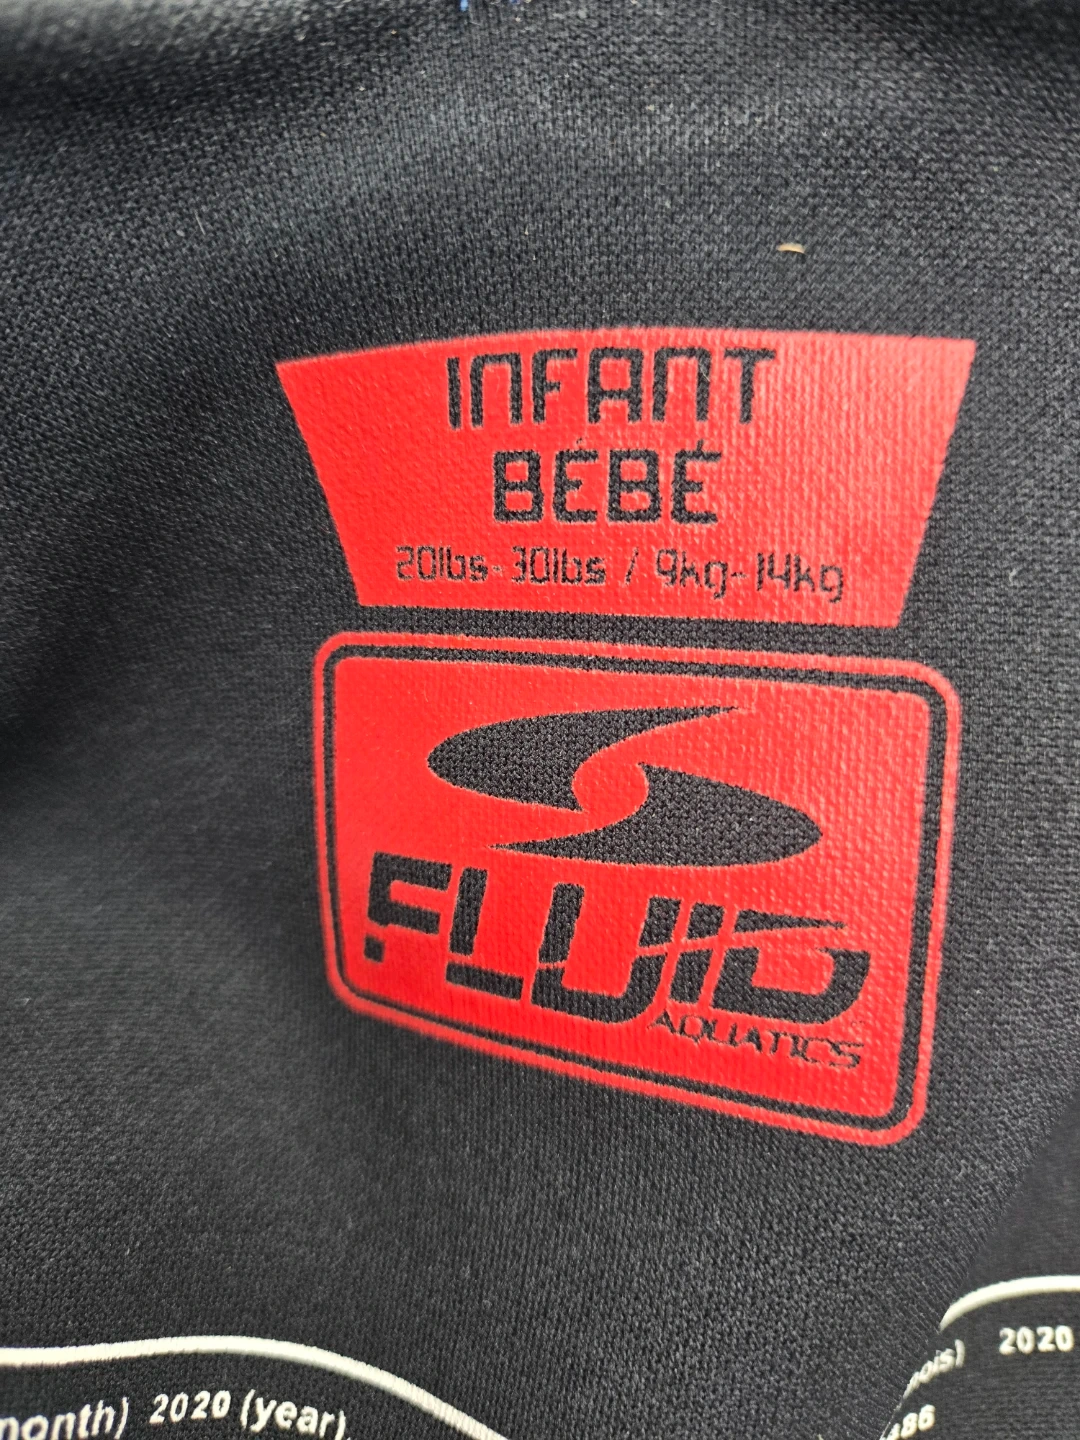 INFANT
BÉBÉ
20lbs-30lbs / 9kg-14kg
FLUID
AQUATICS
2020
month) 2020 (year)